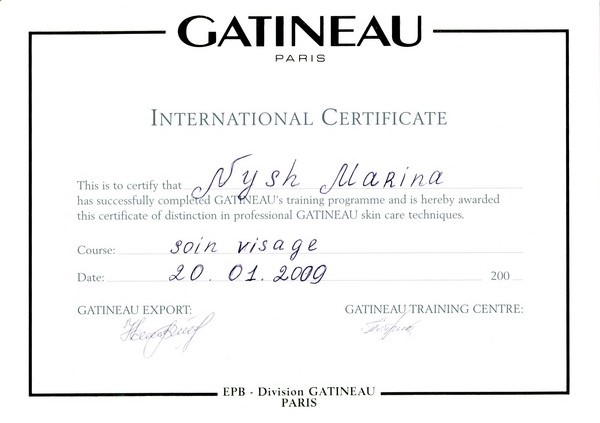 GATINEAU
PARIS
INTERNATIONAL CERTIFICATE
This is to certify that Nysh Marina
has successfully completed GATINEAU's training programme and is hereby awarded
this certificate of distinction in professional GATINEAU skin care techniques.
Course: soin visage
Date: 20. 01. 2009 200
GATINEAU EXPORT: GATINEAU TRAINING CENTRE:
EPB - Division GATINEAU
PARIS